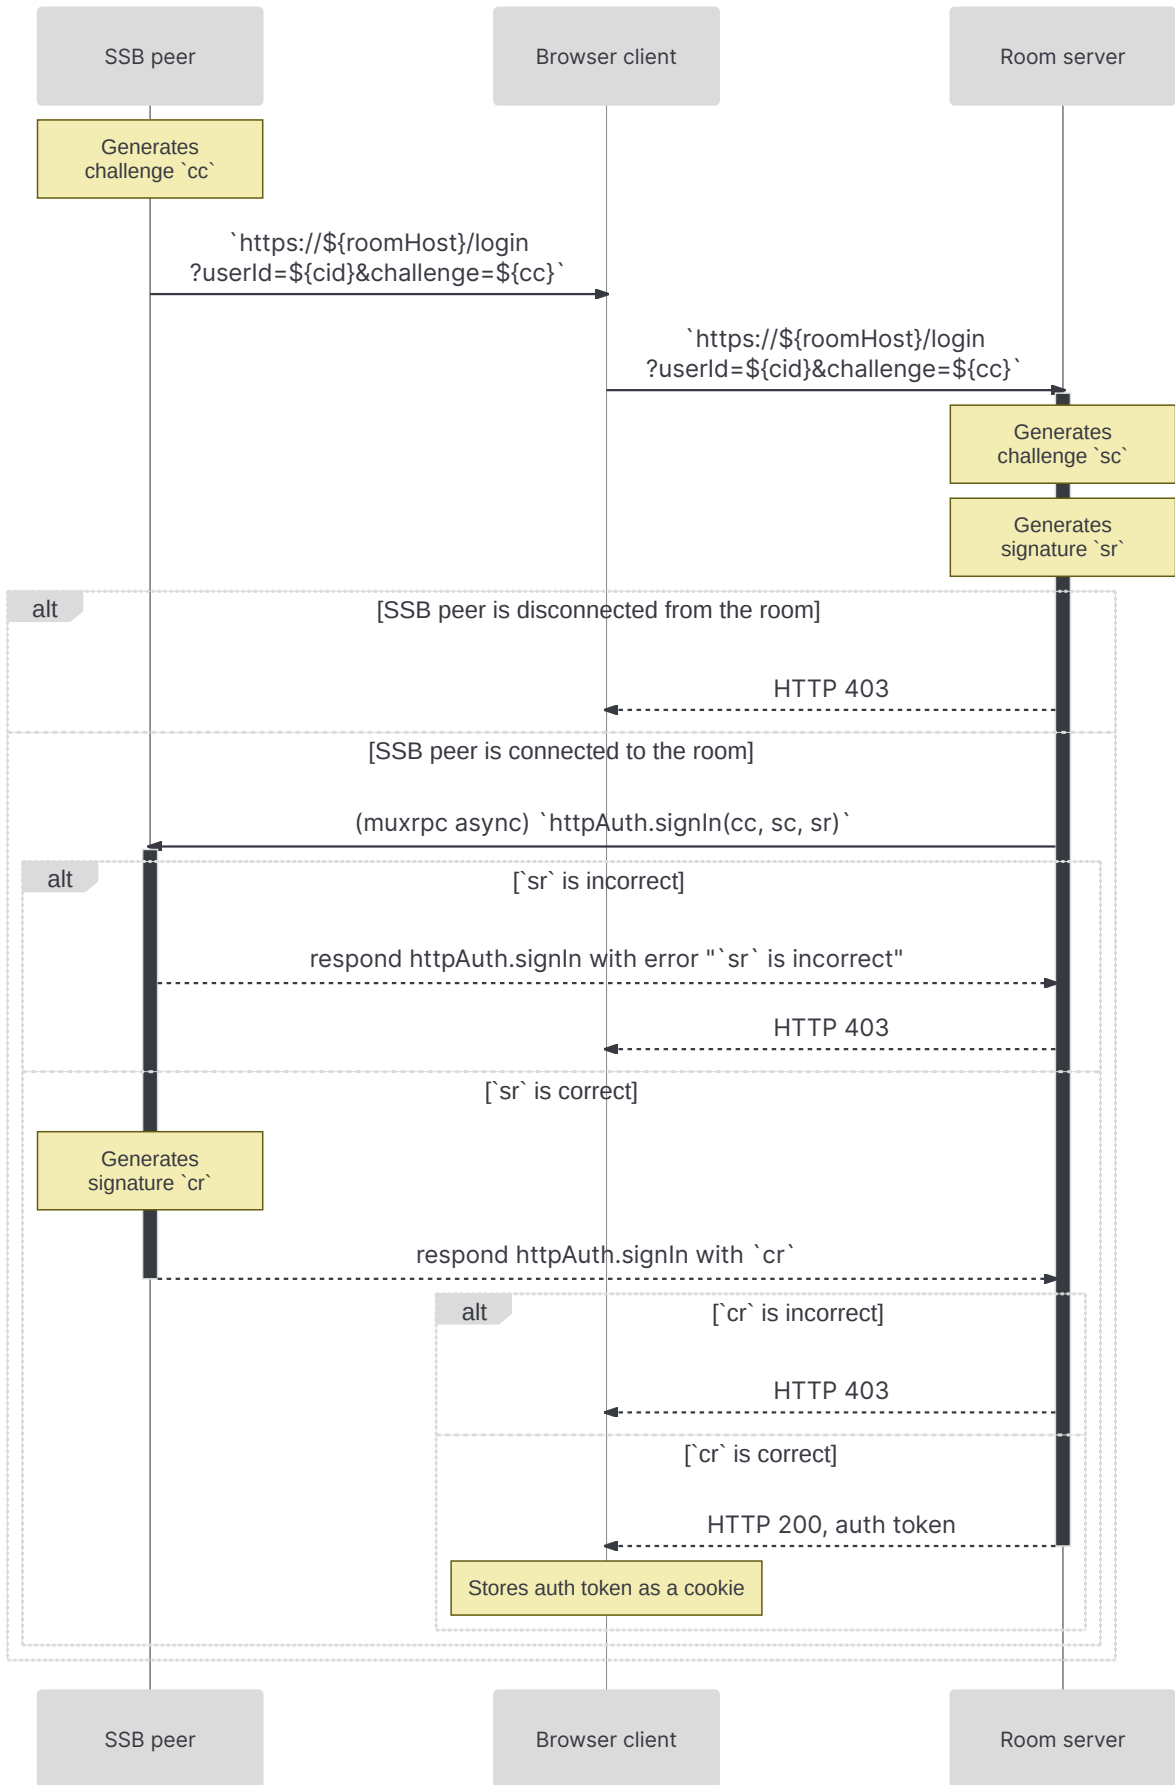 SSB peer
Browser client
Room server
Generates
challenge `cc`
`https://${roomHost}/login
?userId=${cid}&challenge=${cc}`
`https://${roomHost}/login
?userId=${cid}&challenge=${cc}`
Generates
challenge `sc`
Generates
signature `sr`
alt
[SSB peer is disconnected from the room]
HTTP 403
[SSB peer is connected to the room]
(muxrpc async) `httpAuth.signIn(cc, sc, sr)`
alt
[`sr` is incorrect]
respond httpAuth.signIn with error "`sr` is incorrect"
HTTP 403
[`sr` is correct]
Generates
signature `cr`
respond httpAuth.signIn with `cr`
alt
[`cr` is incorrect]
HTTP 403
[`cr` is correct]
HTTP 200, auth token
Stores auth token as a cookie
SSB peer
Browser client
Room server